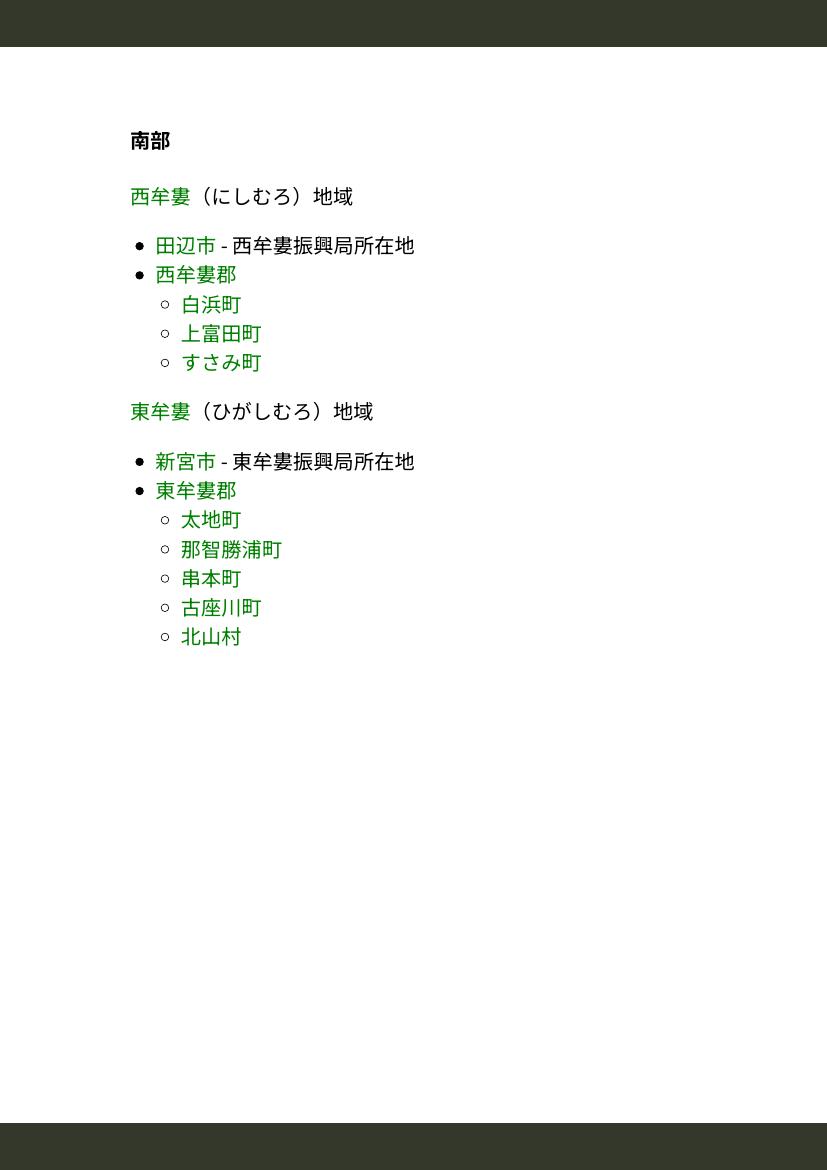 南部
西牟婁（にしむろ）地域
田辺市 - 西牟婁振興局所在地
西牟婁郡
白浜町
上富田町
すさみ町
東牟婁（ひがしむろ）地域
新宮市 - 東牟婁振興局所在地
東牟婁郡
太地町
那智勝浦町
串本町
古座川町
北山村